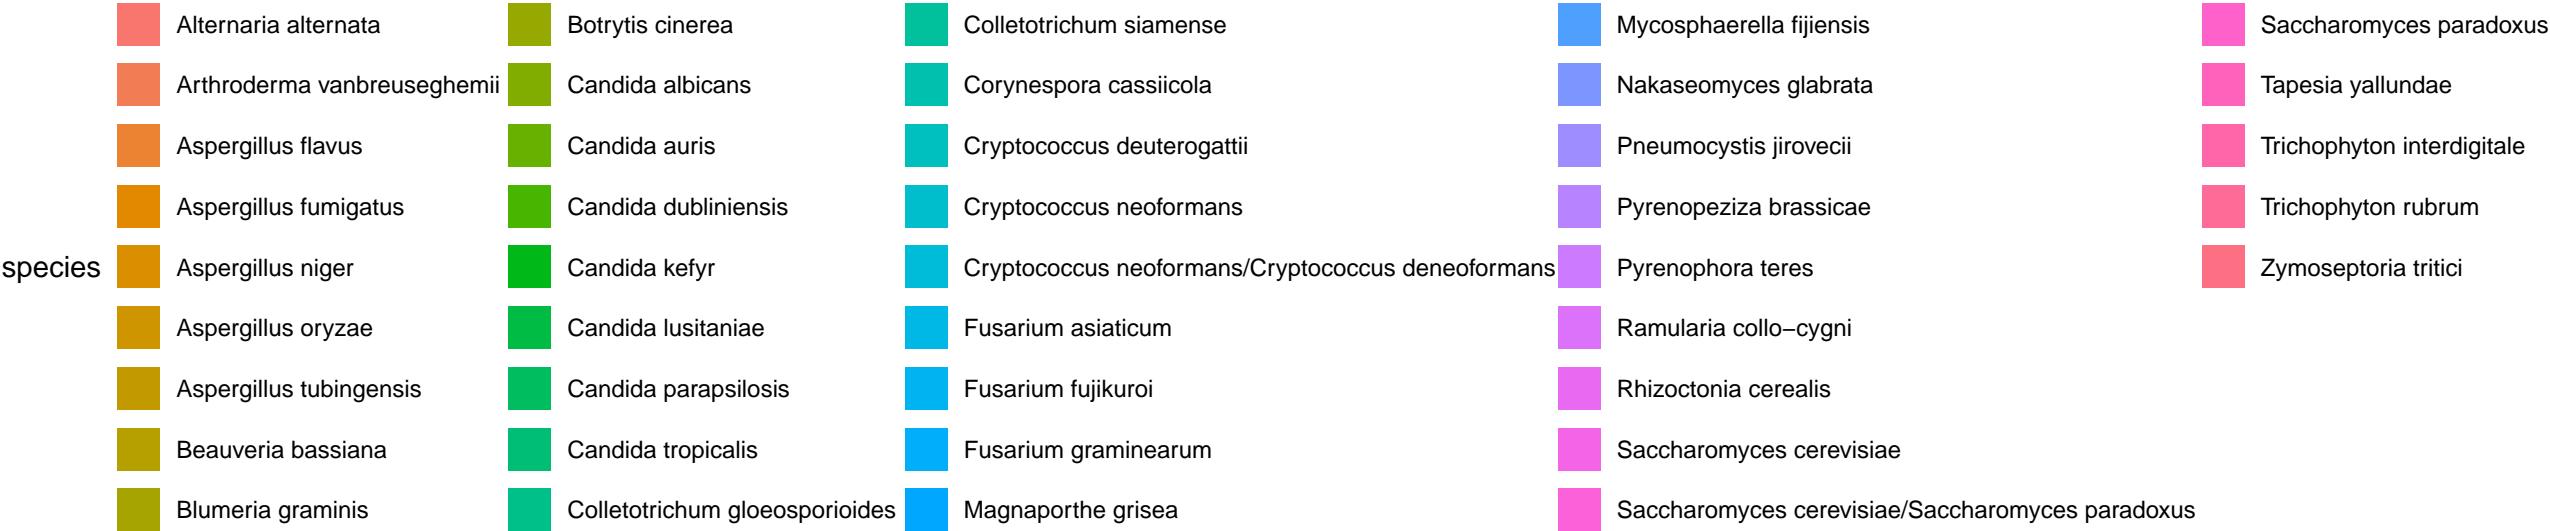 species
Alternaria alternata
Arthroderma vanbreuseghemii
Aspergillus flavus
Aspergillus fumigatus
Aspergillus niger
Aspergillus oryzae
Aspergillus tubingensis
Beauveria bassiana
Blumeria graminis
Botrytis cinerea
Candida albicans
Candida auris
Candida dubliniensis
Candida kefyr
Candida lusitaniae
Candida parapsilosis
Candida tropicalis
Colletotrichum gloeosporioides
Colletotrichum siamense
Corynespora cassiicola
Cryptococcus deuterogattii
Cryptococcus neoformans
Cryptococcus neoformans/Cryptococcus deneoformans
Fusarium asiaticum
Fusarium fujikuroi
Fusarium graminearum
Magnaporthe grisea
Mycosphaerella fijiensis
Nakaseomyces glabrata
Pneumocystis jirovecii
Pyrenopeziza brassicae
Pyrenophora teres
Ramularia collo−cygni
Rhizoctonia cerealis
Saccharomyces cerevisiae
Saccharomyces cerevisiae/Saccharomyces paradoxus
Saccharomyces paradoxus
Tapesia yallundae
Trichophyton interdigitale
Trichophyton rubrum
Zymoseptoria tritici